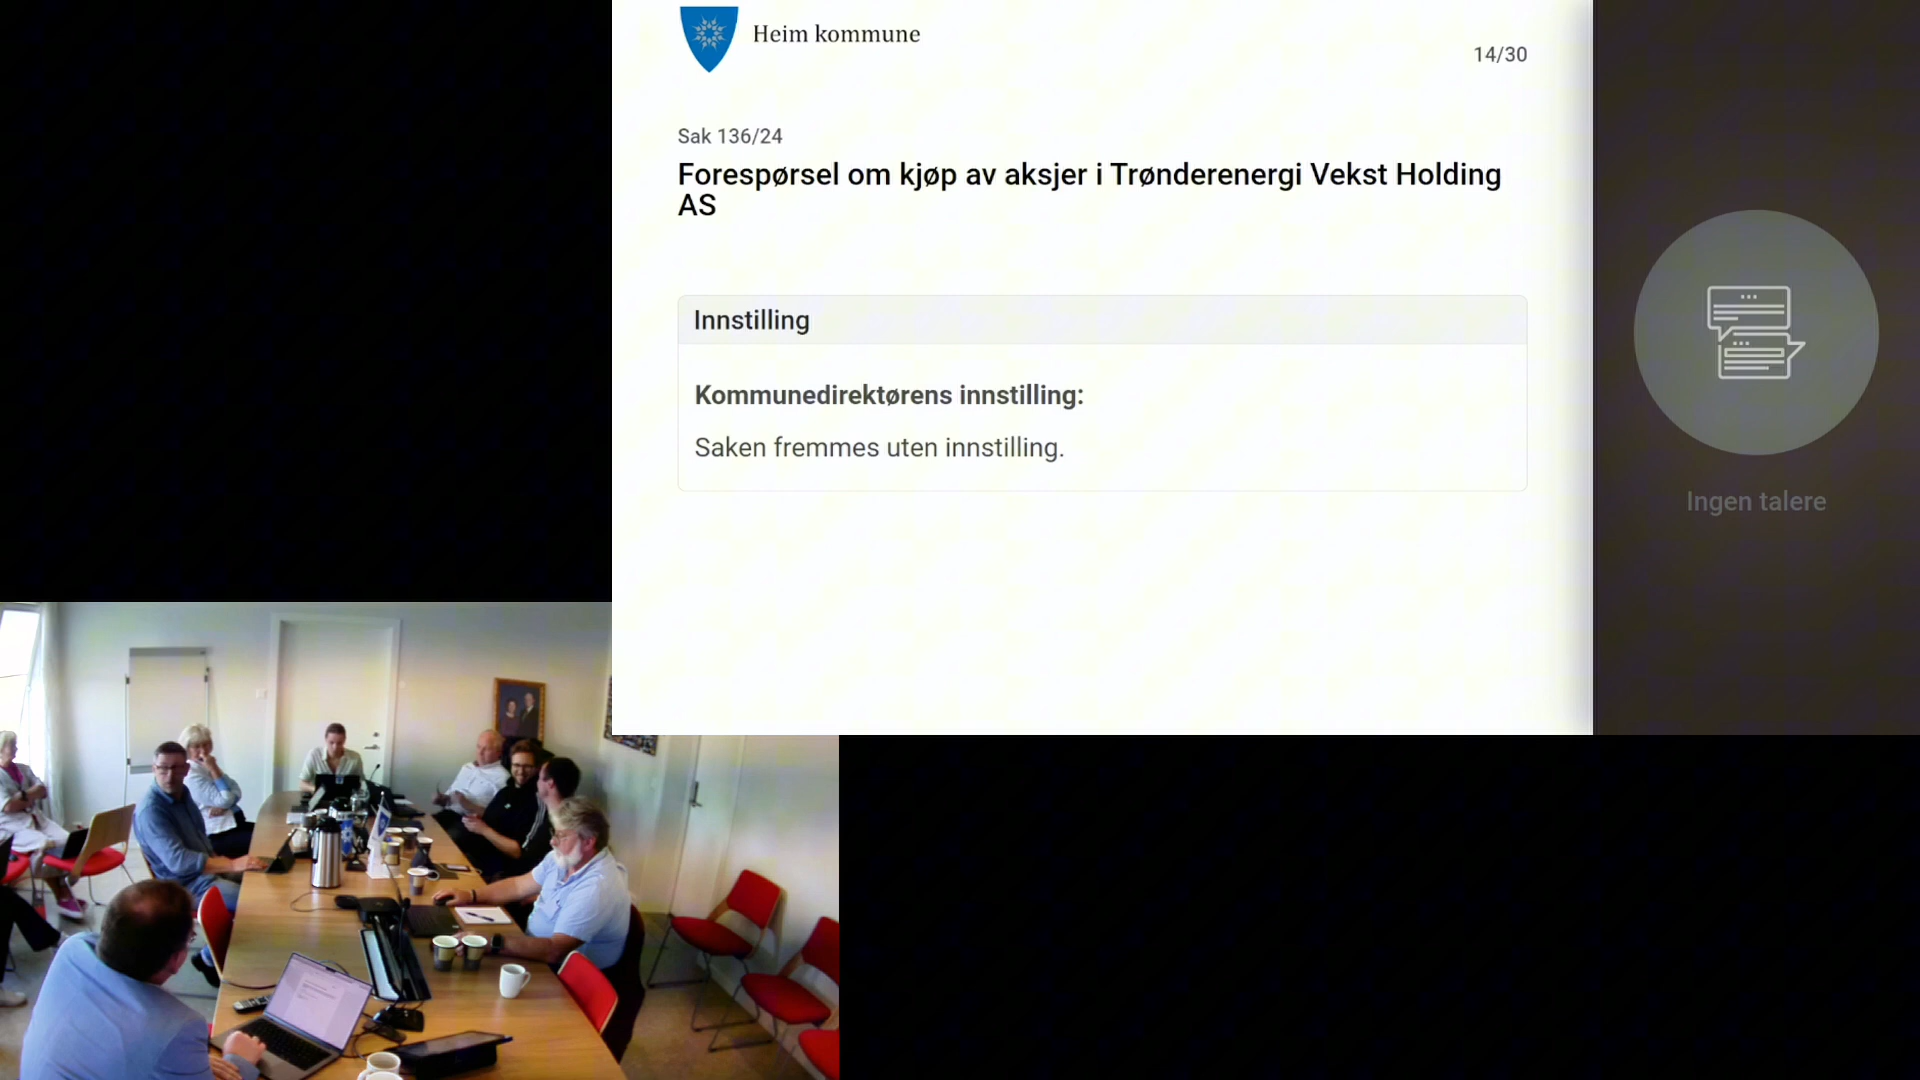 Heim kommune
14/30
Sak 136/24
Forespørsel om kjøp av aksjer i Trønderenergi Vekst Holding
AS
Innstilling
Kommunedirektørens innstilling:
Saken fremmes uten innstilling.
Ingen talere